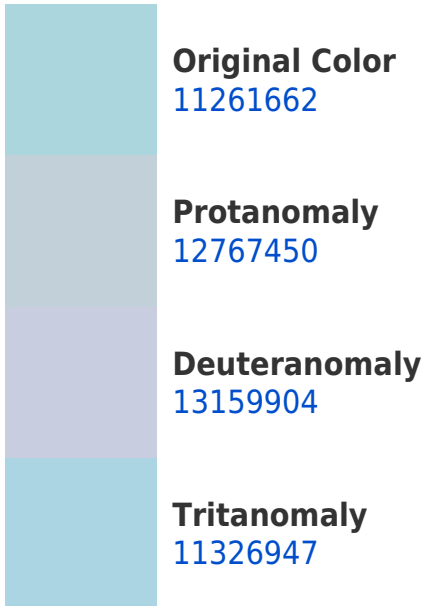 Original Color
11261662
Protanomaly
12767450
Deuteranomaly
13159904
Tritanomaly
11326947